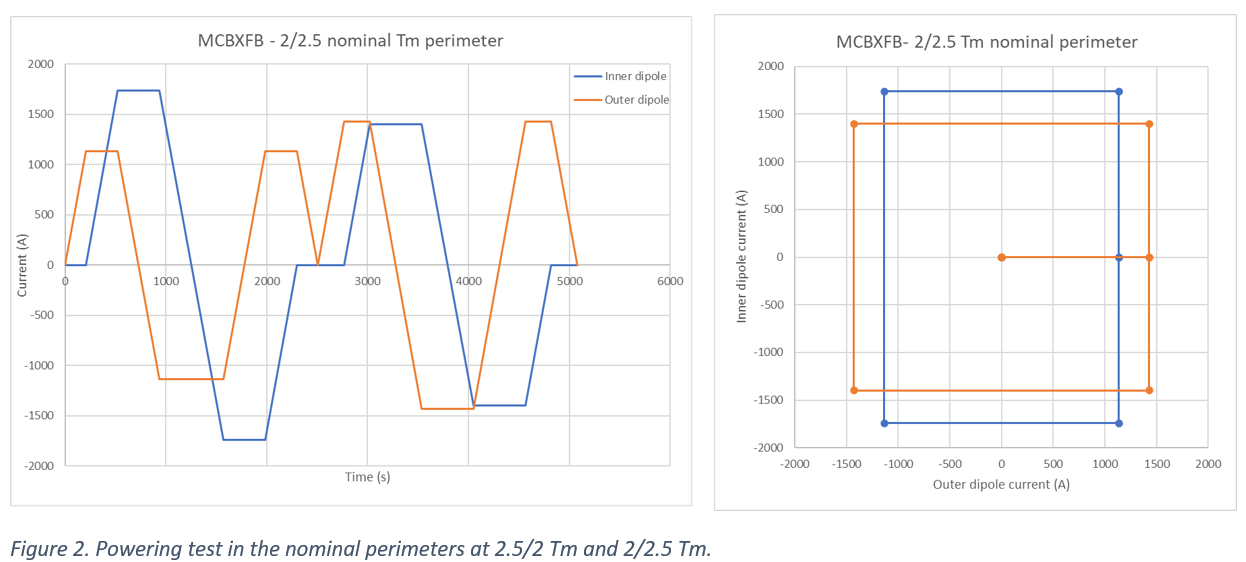 MCBXFB - 2/2.5 nominal Tm perimeter
2000
1500
1000
500
0
-500
-1000
-1500
-2000
Current (A)
Inner dipole
Outer dipole
0 1000 2000 3000 4000 5000 6000
Time (s)
MCBXFB- 2/2.5 Tm nominal perimeter
2000
1500
1000
500
0
-500
-1000
-1500
-2000
Inner dipole current (A)
-2000 -1500 -1000 -500 0 500 1000 1500 2000
Outer dipole current (A)
Figure 2. Powering test in the nominal perimeters at 2.5/2 Tm and 2/2.5 Tm.